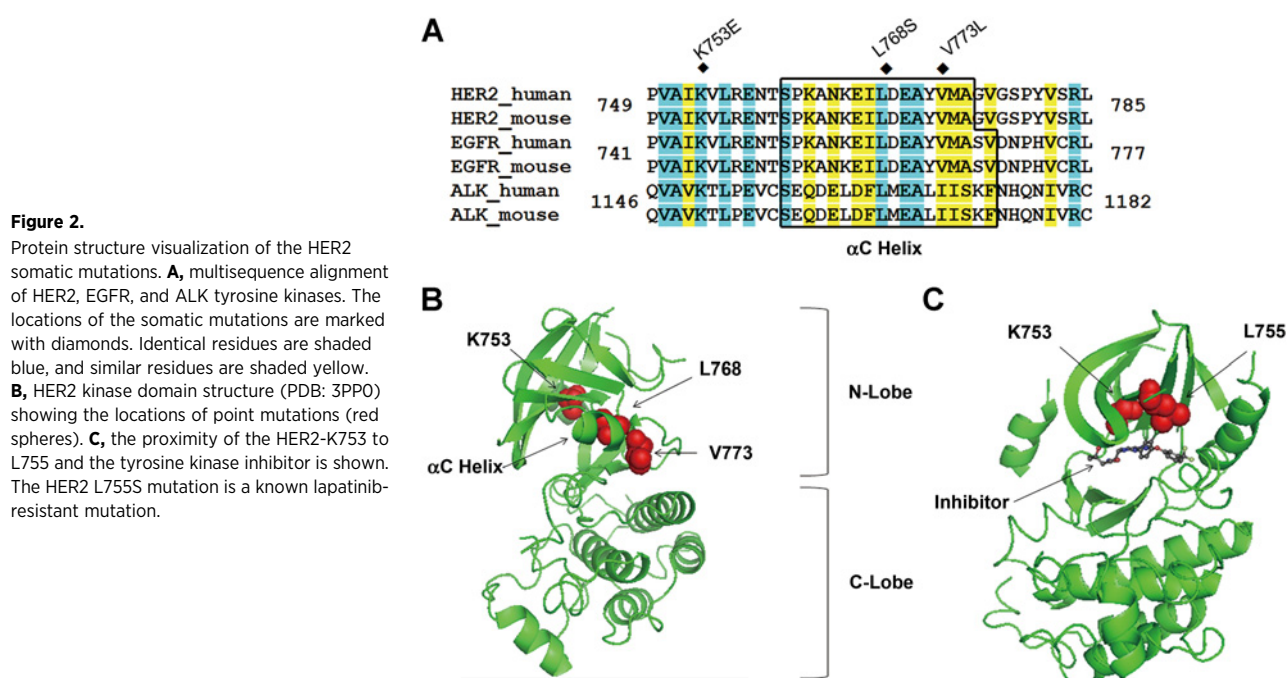 Figure 2.
Protein structure visualization of the HER2
somatic mutations. A, multisequence alignment
of HER2, EGFR, and ALK tyrosine kinases. The
locations of the somatic mutations are marked
with diamonds. Identical residues are shaded
blue, and similar residues are shaded yellow.
B, HER2 kinase domain structure (PDB: 3PP0)
showing the locations of point mutations (red
spheres). C, the proximity of the HER2-K753 to
L755 and the tyrosine kinase inhibitor is shown.
The HER2 L755S mutation is a known lapatinib-
resistant mutation.
A
K753E L768S V773L
HER2_human PVAIKVLRENTSPKANKEILDEAYVMAGVGSPYVSRL
749 785
HER2_mouse PVAIKVLRENTSPKANKEILDEAYVMAGVGSPYVSRL
EGFR_human PVAIKVLRENTSPKANKEILDEAYVMASVDNPHVCRL
741 777
EGFR_mouse PVAIKVLRENTSPKANKEILDEAYVMASVDNPHVCRL
ALK_human QVAVKTLPEVCSEQDELDFLMEALIISKFNHQNIVRC
1146 1182
ALK_mouse QVAVKTLPEVCSEQDELDFLMEALIISKFNHQNIVRC
αC Helix
B
K753
L768
V773
αC Helix
N-Lobe
C-Lobe
C
K753
L755
Inhibitor